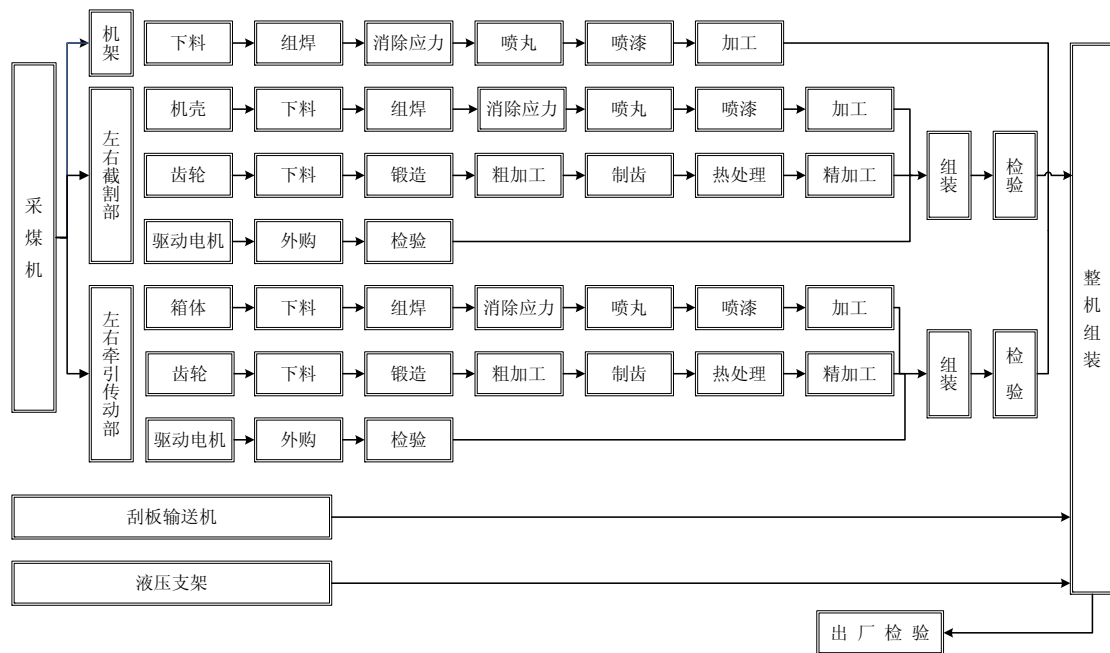 采煤机
机架
下料
组焊
消除应力
喷丸
喷漆
加工
左右截割部
机壳
下料
组焊
消除应力
喷丸
喷漆
加工
齿轮
下料
锻造
粗加工
制齿
热处理
精加工
驱动电机
外购
检验
组装
检验
左右牵引传动部
箱体
下料
组焊
消除应力
喷丸
喷漆
加工
齿轮
下料
锻造
粗加工
制齿
热处理
精加工
驱动电机
外购
检验
组装
检验
刮板输送机
液压支架
整机组装
出厂检验